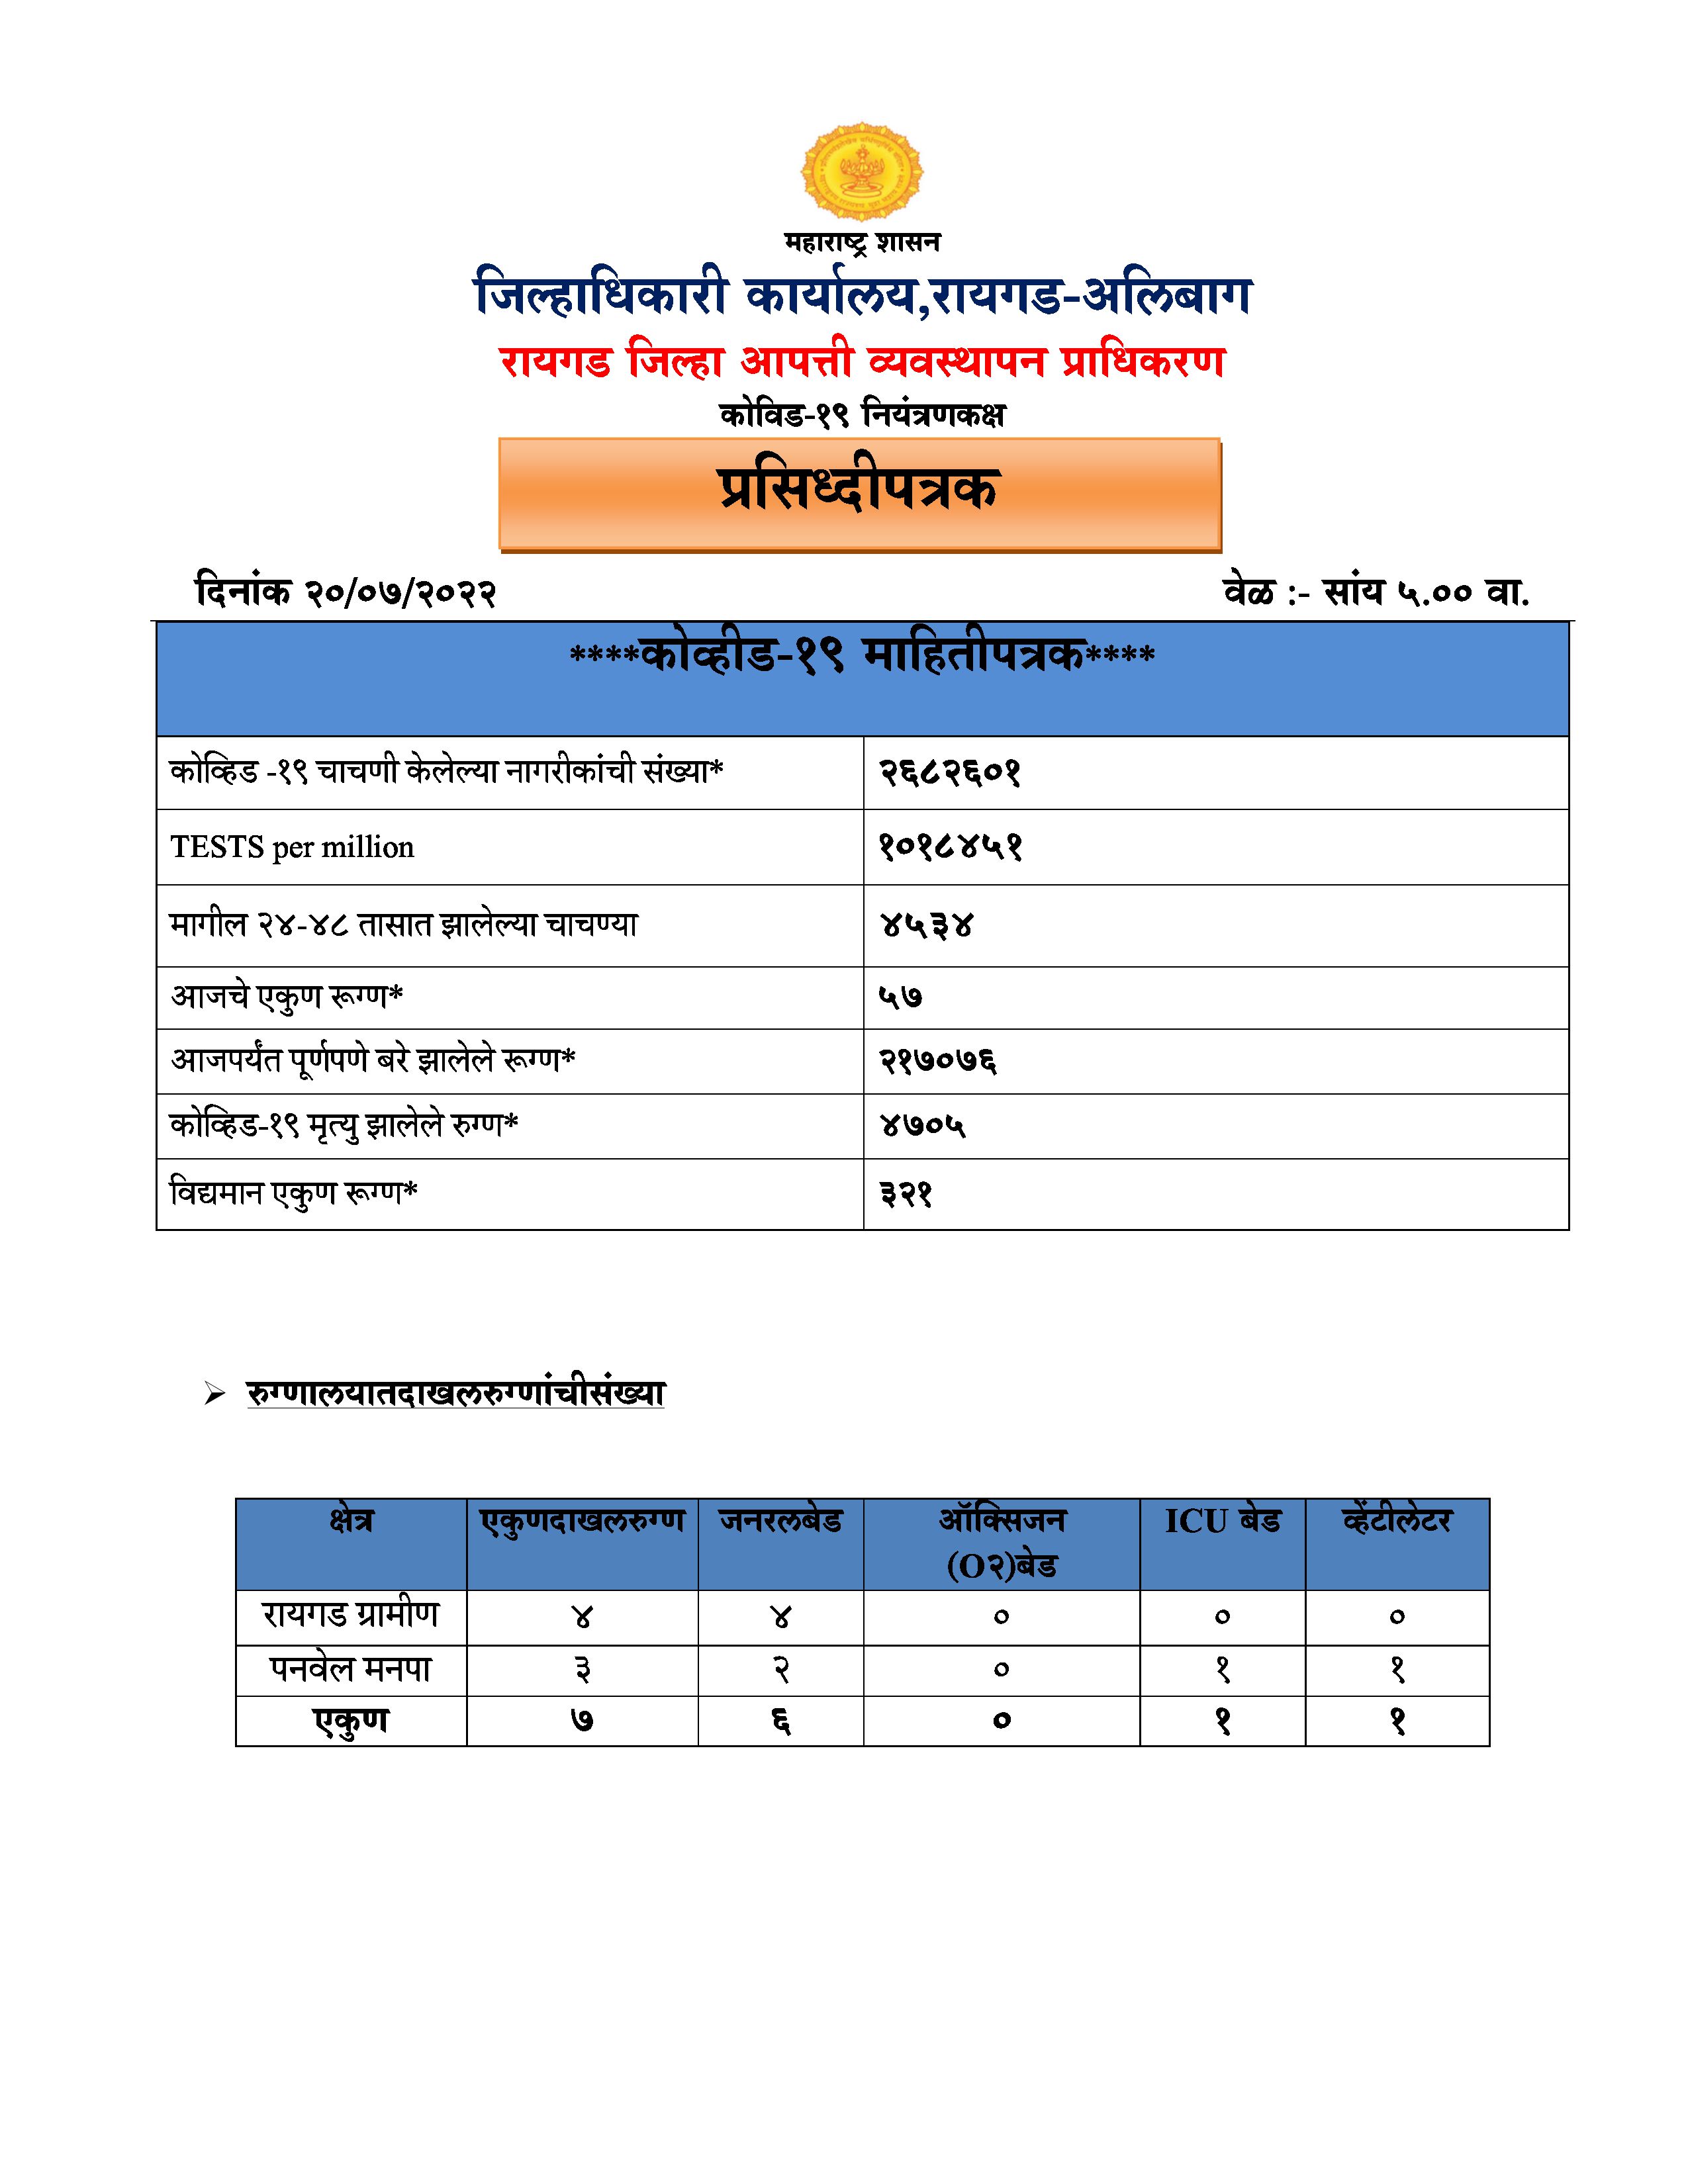 महाराष्ट्र शासन
जिल्हाधिकारी कार्यालय,रायगड-अलिबाग
रायगड जिल्हा आपत्ती व्यवस्थापन प्राधिकरण
कोविड-१९ नियंत्रणकक्ष
प्रसिध्दीपत्रक
दिनांक २०/०७/२०२२ वेळ :- सांय ५.०० वा.
****कोव्हीड-१९ माहितीपत्रक****
कोव्हिड -१९ चाचणी केलेल्या नागरीकांची संख्या* २६८२६०१
TESTS per million १०१८४५१
मागील २४-४८ तासात झालेल्या चाचण्या ४५३४
आजचे एकुण रूग्ण* ५७
आजपर्यंत पूर्णपणे बरे झालेले रूग्ण* २१७०७६
कोव्हिड-१९ मृत्यु झालेले रुग्ण* ४७०५
विद्यमान एकुण रूग्ण* ३२१
➢ रुग्णालयातदाखलरुग्णांचीसंख्या
क्षेत्र एकुणदाखलरुग्ण जनरलबेड ऑक्सिजन ICU बेड व्हेंटीलेटर
(O२)बेड
रायगड ग्रामीण ४ ४ ० ० ०
पनवेल मनपा ३ २ ० १ १
एकुण ७ ६ ० १ १